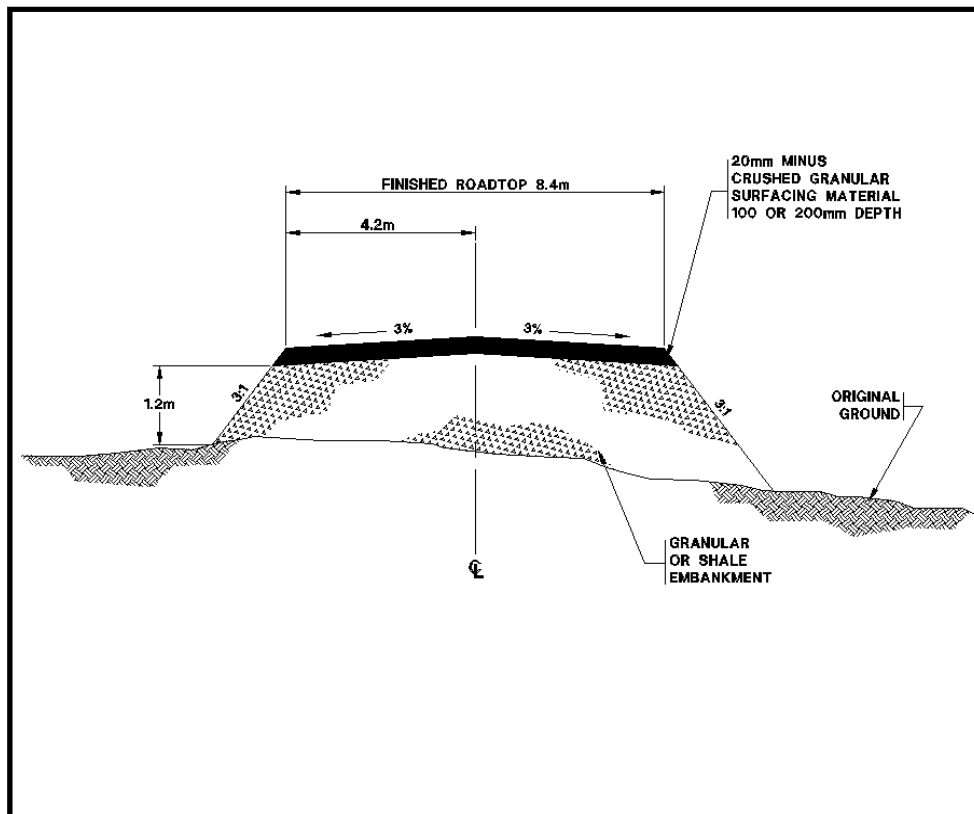 20mm MINUS
CRUSHED GRANULAR
SURFACING MATERIAL
100 OR 200mm DEPTH
FINISHED ROADTOP 8.4m
4.2m
3%
3%
3:1
3:1
1.2m
ORIGINAL
GROUND
GRANULAR
OR SHALE
EMBANKMENT
℄